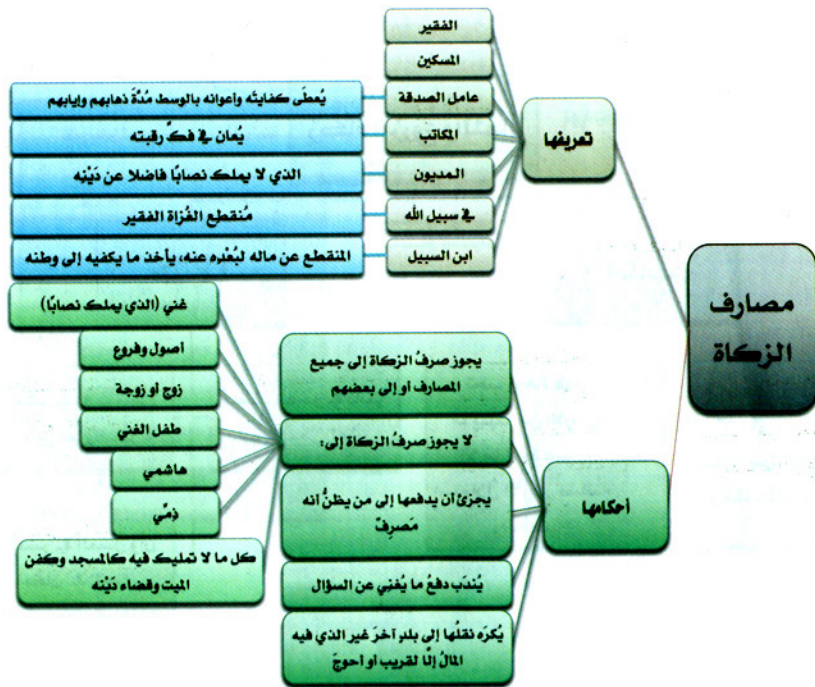 مصارف
الزكاة
تعريفها
الفقير
المسكين
عامل الصدقة
يُعطَى كفايتَه وأعوانه بالوسط مُدَّةَ ذهابهم وإيابهم
المكاتب
يُعان في فكِّ رقبته
المديون
الذي لا يملك نصابًا فاضلا عن دَيْنِه
في سبيل الله
مُنقطع الغُزاة الفقير
ابن السبيل
المنقطع عن ماله لبُعْدِه عنه، يأخذ ما يكفيه إلى وطنه
أحكامها
يجوز صرفُ الزكاة إلى جميع
المصارف أو إلى بعضهم
لا يجوز صرفُ الزكاة إلى:
غني (الذي يملك نصابًا)
أصول وفروع
زوج أو زوجة
طفل الغني
هاشمي
ذِمِّي
كل ما لا تمليك فيه كالمسجد وكفن
الميت وقضاء دَيْنه
يجزئ أن يدفعها إلى من يظنُّ أنه
مَصرِفٌ
يُندَب دفعُ ما يُغنِي عن السؤال
يُكرَه نقلُها إلى بلدٍ آخرَ غير الذي فيه
المالُ إلَّا لقريب أو أحوجَ